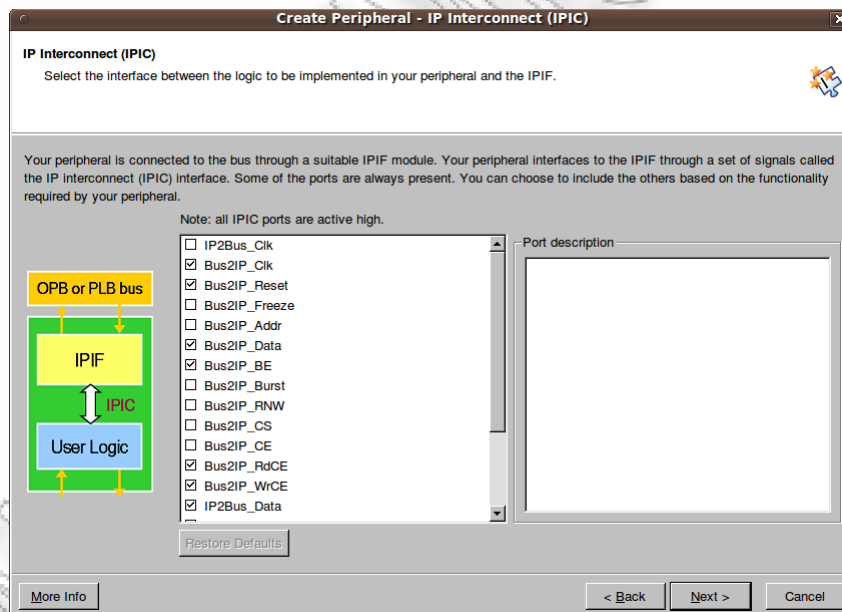 Create Peripheral - IP Interconnect (IPIC)
IP Interconnect (IPIC)
Select the interface between the logic to be implemented in your peripheral and the IPIF.
Your peripheral is connected to the bus through a suitable IPIF module. Your peripheral interfaces to the IPIF through a set of signals called
the IP interconnect (IPIC) interface. Some of the ports are always present. You can choose to include the others based on the functionality
required by your peripheral.
Note: all IPIC ports are active high.
OPB or PLB bus
IPIF
IPIC
User Logic
IP2Bus_Clk
Bus2IP_Clk
Bus2IP_Reset
Bus2IP_Freeze
Bus2IP_Addr
Bus2IP_Data
Bus2IP_BE
Bus2IP_Burst
Bus2IP_RNW
Bus2IP_CS
Bus2IP_CE
Bus2IP_RdCE
Bus2IP_WrCE
IP2Bus_Data
Port description
Restore Defaults
More Info
< Back
Next >
Cancel